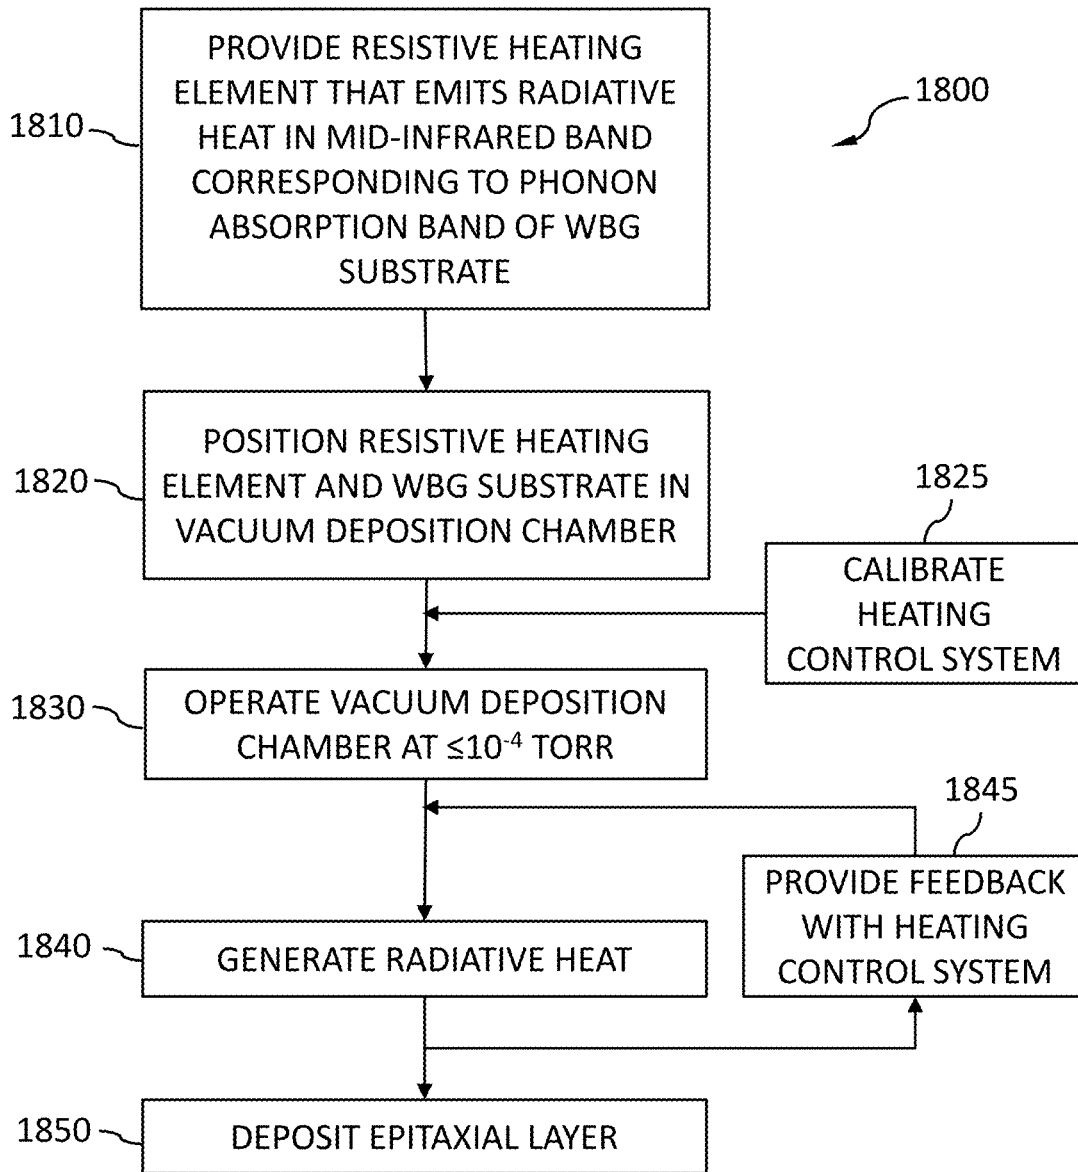 PROVIDE RESISTIVE HEATING
ELEMENT THAT EMITS RADIATIVE
HEAT IN MID-INFRARED BAND
CORRESPONDING TO PHONON
ABSORPTION BAND OF WBG
SUBSTRATE
1810
1800
POSITION RESISTIVE HEATING
ELEMENT AND WBG SUBSTRATE IN
VACUUM DEPOSITION CHAMBER
1820
1825
CALIBRATE
HEATING
CONTROL SYSTEM
1830
OPERATE VACUUM DEPOSITION
CHAMBER AT ≤10⁻⁴ TORR
1845
PROVIDE FEEDBACK
WITH HEATING
CONTROL SYSTEM
1840
GENERATE RADIATIVE HEAT
1850
DEPOSIT EPITAXIAL LAYER